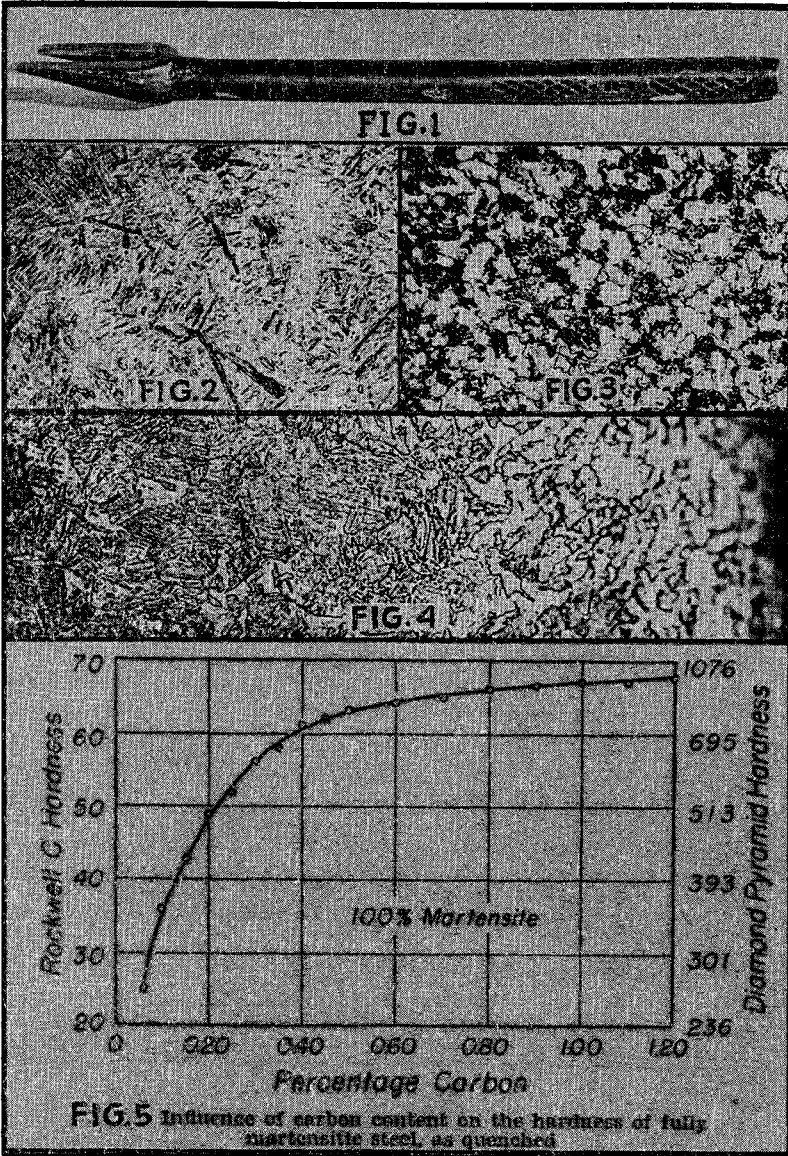 FIG.1
FIG.2
FIG.3
FIG.4
70
60
50
40
30
20
Rockwell C Hardness
1076
695
513
393
301
236
Diamond Pyramid Hardness
100% Martensite
0 0.20 0.40 0.60 0.80 1.00 1.20
Percentage Carbon
FIG.5 Influence of carbon content on the hardness of fully
martensitic steel, as quenched